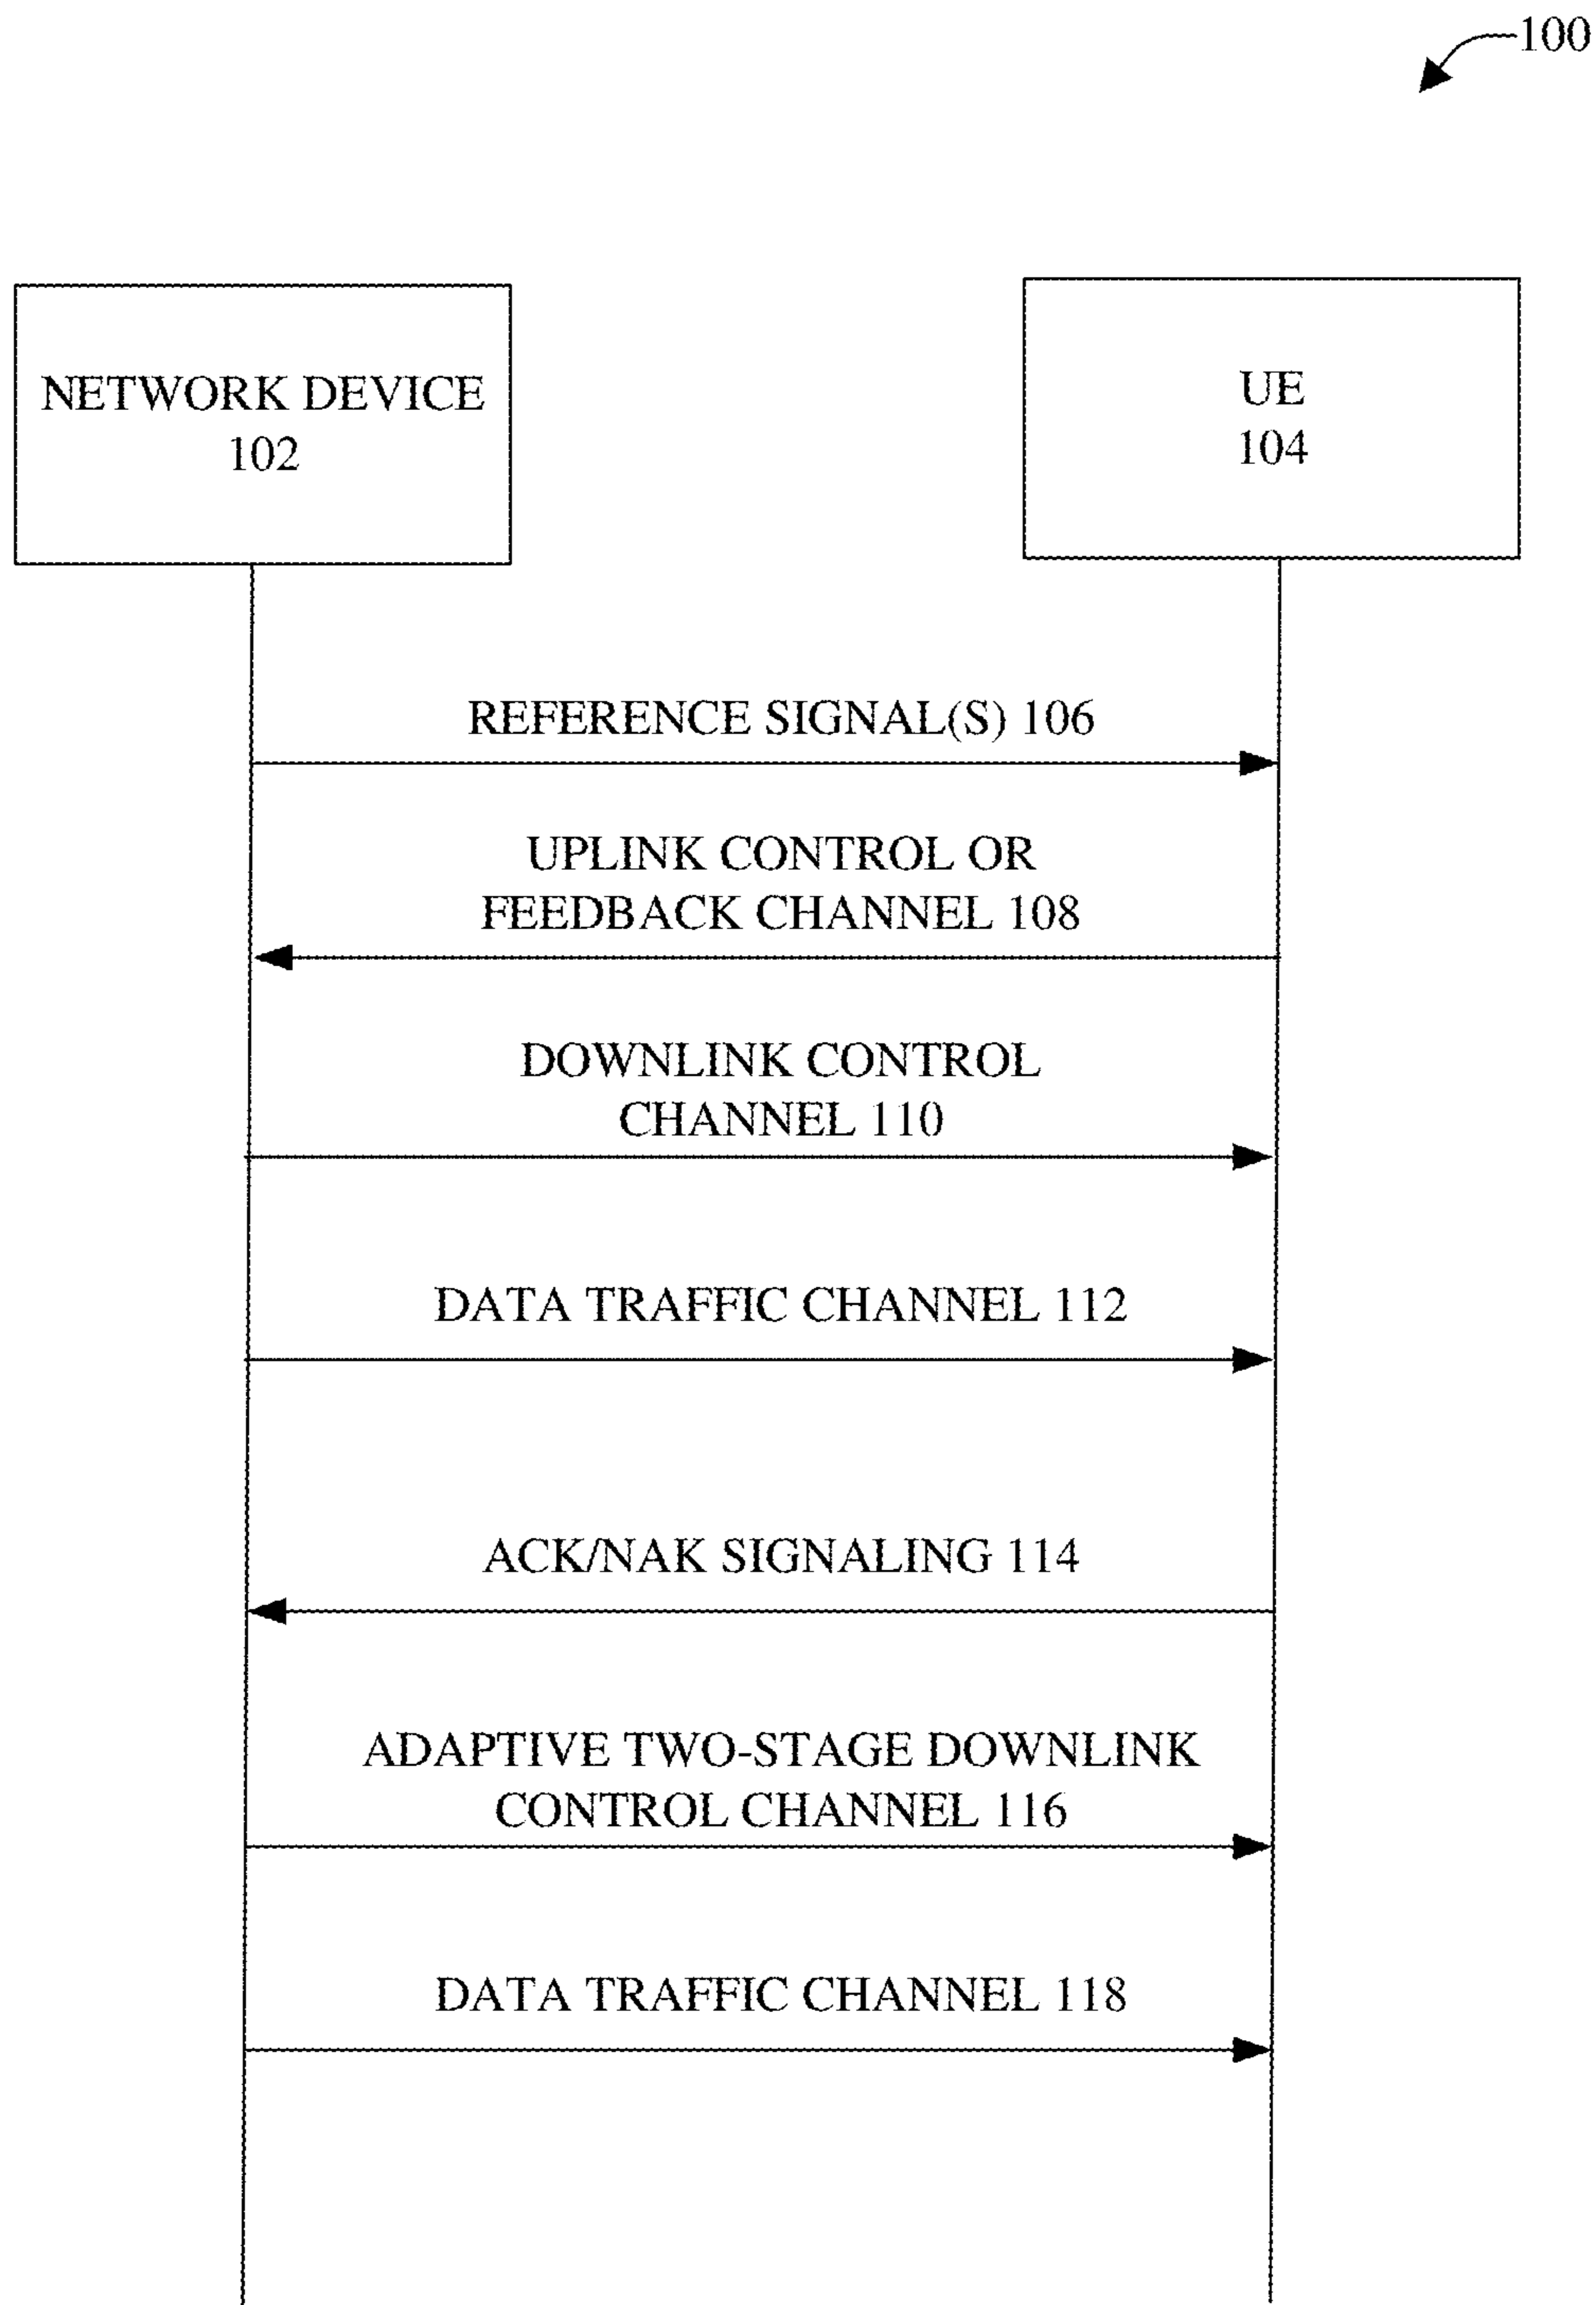 100
NETWORK DEVICE
102
UE
104
REFERENCE SIGNAL(S) 106
UPLINK CONTROL OR
FEEDBACK CHANNEL 108
DOWNLINK CONTROL
CHANNEL 110
DATA TRAFFIC CHANNEL 112
ACK/NAK SIGNALING 114
ADAPTIVE TWO-STAGE DOWNLINK
CONTROL CHANNEL 116
DATA TRAFFIC CHANNEL 118